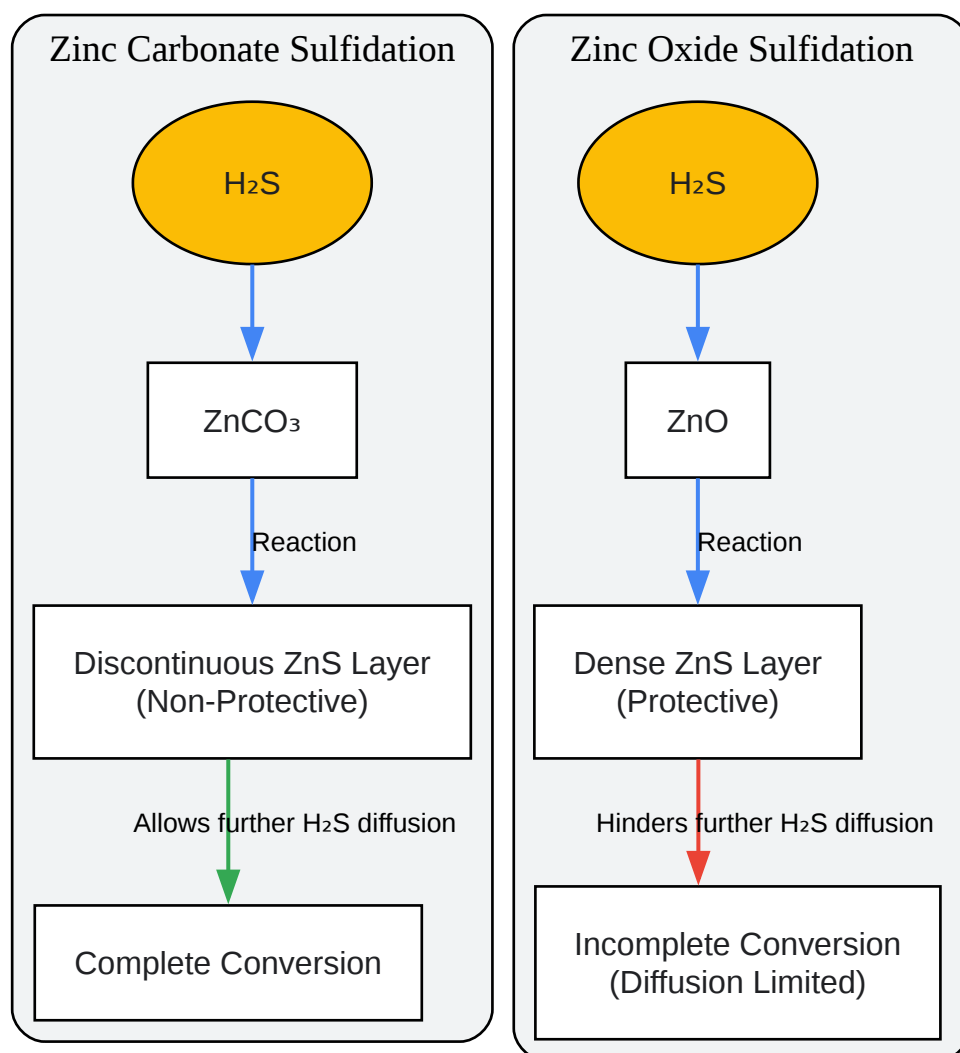 Zinc Carbonate Sulfidation
H₂S
ZnCO₃
Reaction
Discontinuous ZnS Layer
(Non-Protective)
Allows further H₂S diffusion
Complete Conversion
Zinc Oxide Sulfidation
H₂S
ZnO
Reaction
Dense ZnS Layer
(Protective)
Hinders further H₂S diffusion
Incomplete Conversion
(Diffusion Limited)